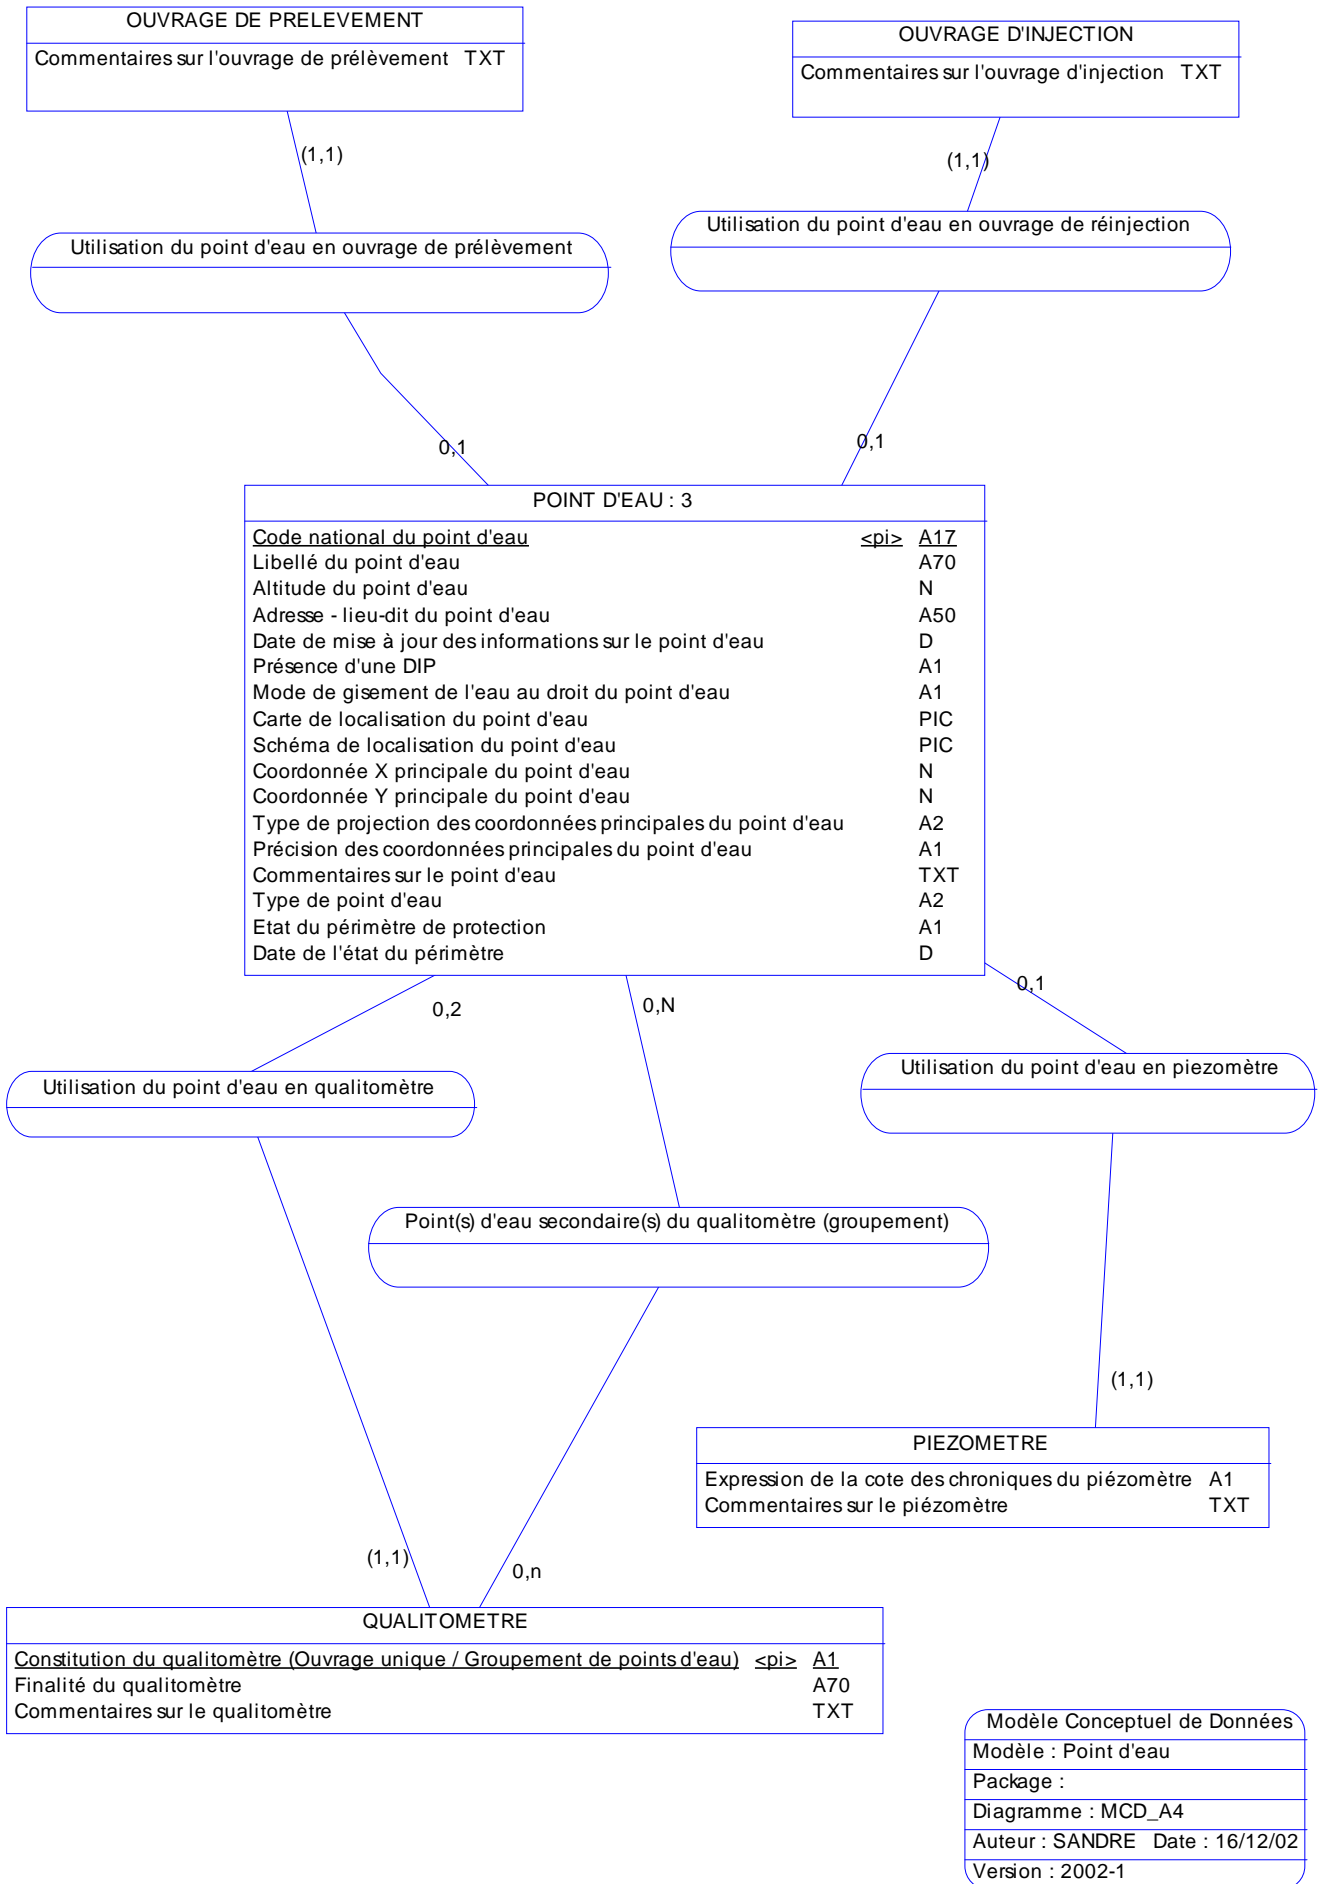 OUVRAGE DE PRELEVEMENT
Commentaires sur l'ouvrage de prélèvement TXT
OUVRAGE D'INJECTION
Commentaires sur l'ouvrage d'injection TXT
(1,1)
(1,1)
Utilisation du point d'eau en ouvrage de prélèvement
Utilisation du point d'eau en ouvrage de réinjection
0,1
0,1
POINT D'EAU : 3
Code national du point d'eau <pi> A17
Libellé du point d'eau A70
Altitude du point d'eau N
Adresse - lieu-dit du point d'eau A50
Date de mise à jour des informations sur le point d'eau D
Présence d'une DIP A1
Mode de gisement de l'eau au droit du point d'eau A1
Carte de localisation du point d'eau PIC
Schéma de localisation du point d'eau PIC
Coordonnée X principale du point d'eau N
Coordonnée Y principale du point d'eau N
Type de projection des coordonnées principales du point d'eau A2
Précision des coordonnées principales du point d'eau A1
Commentaires sur le point d'eau TXT
Type de point d'eau A2
Etat du périmètre de protection A1
Date de l'état du périmètre D
0,2
0,N
0,1
Utilisation du point d'eau en qualitomètre
Utilisation du point d'eau en piezomètre
Point(s) d'eau secondaire(s) du qualitomètre (groupement)
(1,1)
PIEZOMETRE
Expression de la cote des chroniques du piézomètre A1
Commentaires sur le piézomètre TXT
(1,1)
0,n
QUALITOMETRE
Constitution du qualitomètre (Ouvrage unique / Groupement de points d'eau) <pi> A1
Finalité du qualitomètre A70
Commentaires sur le qualitomètre TXT
Modèle Conceptuel de Données
Modèle : Point d'eau
Package :
Diagramme : MCD_A4
Auteur : SANDRE Date : 16/12/02
Version : 2002-1